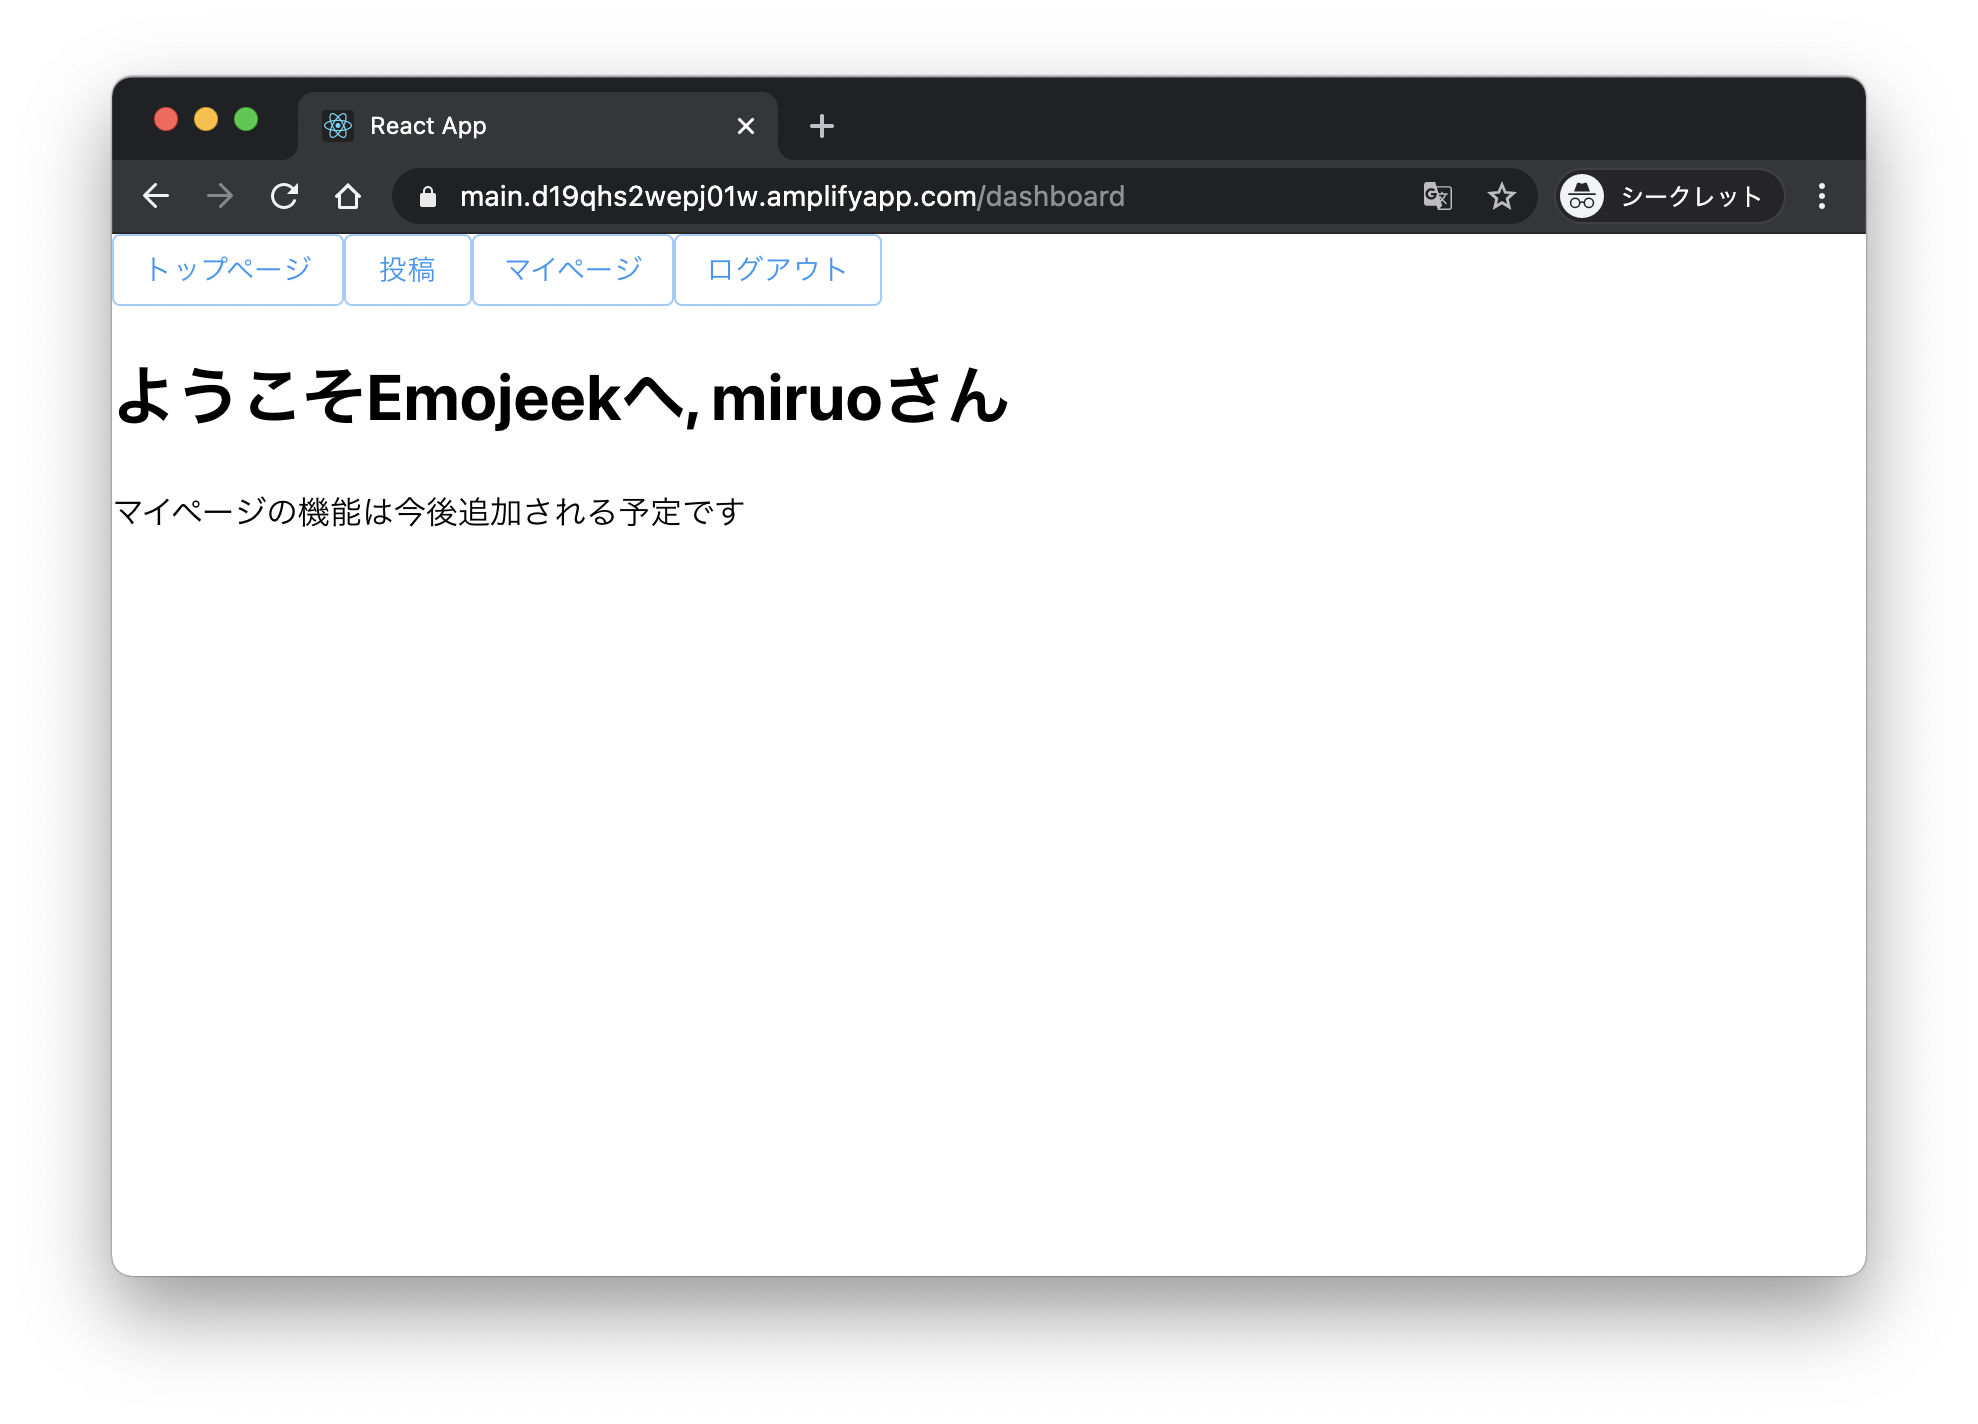 React App
main.d19qhs2wepj01w.amplifyapp.com/dashboard シークレット
トップページ 投稿 マイページ ログアウト
ようこそEmojeekへ, miruoさん
マイページの機能は今後追加される予定です